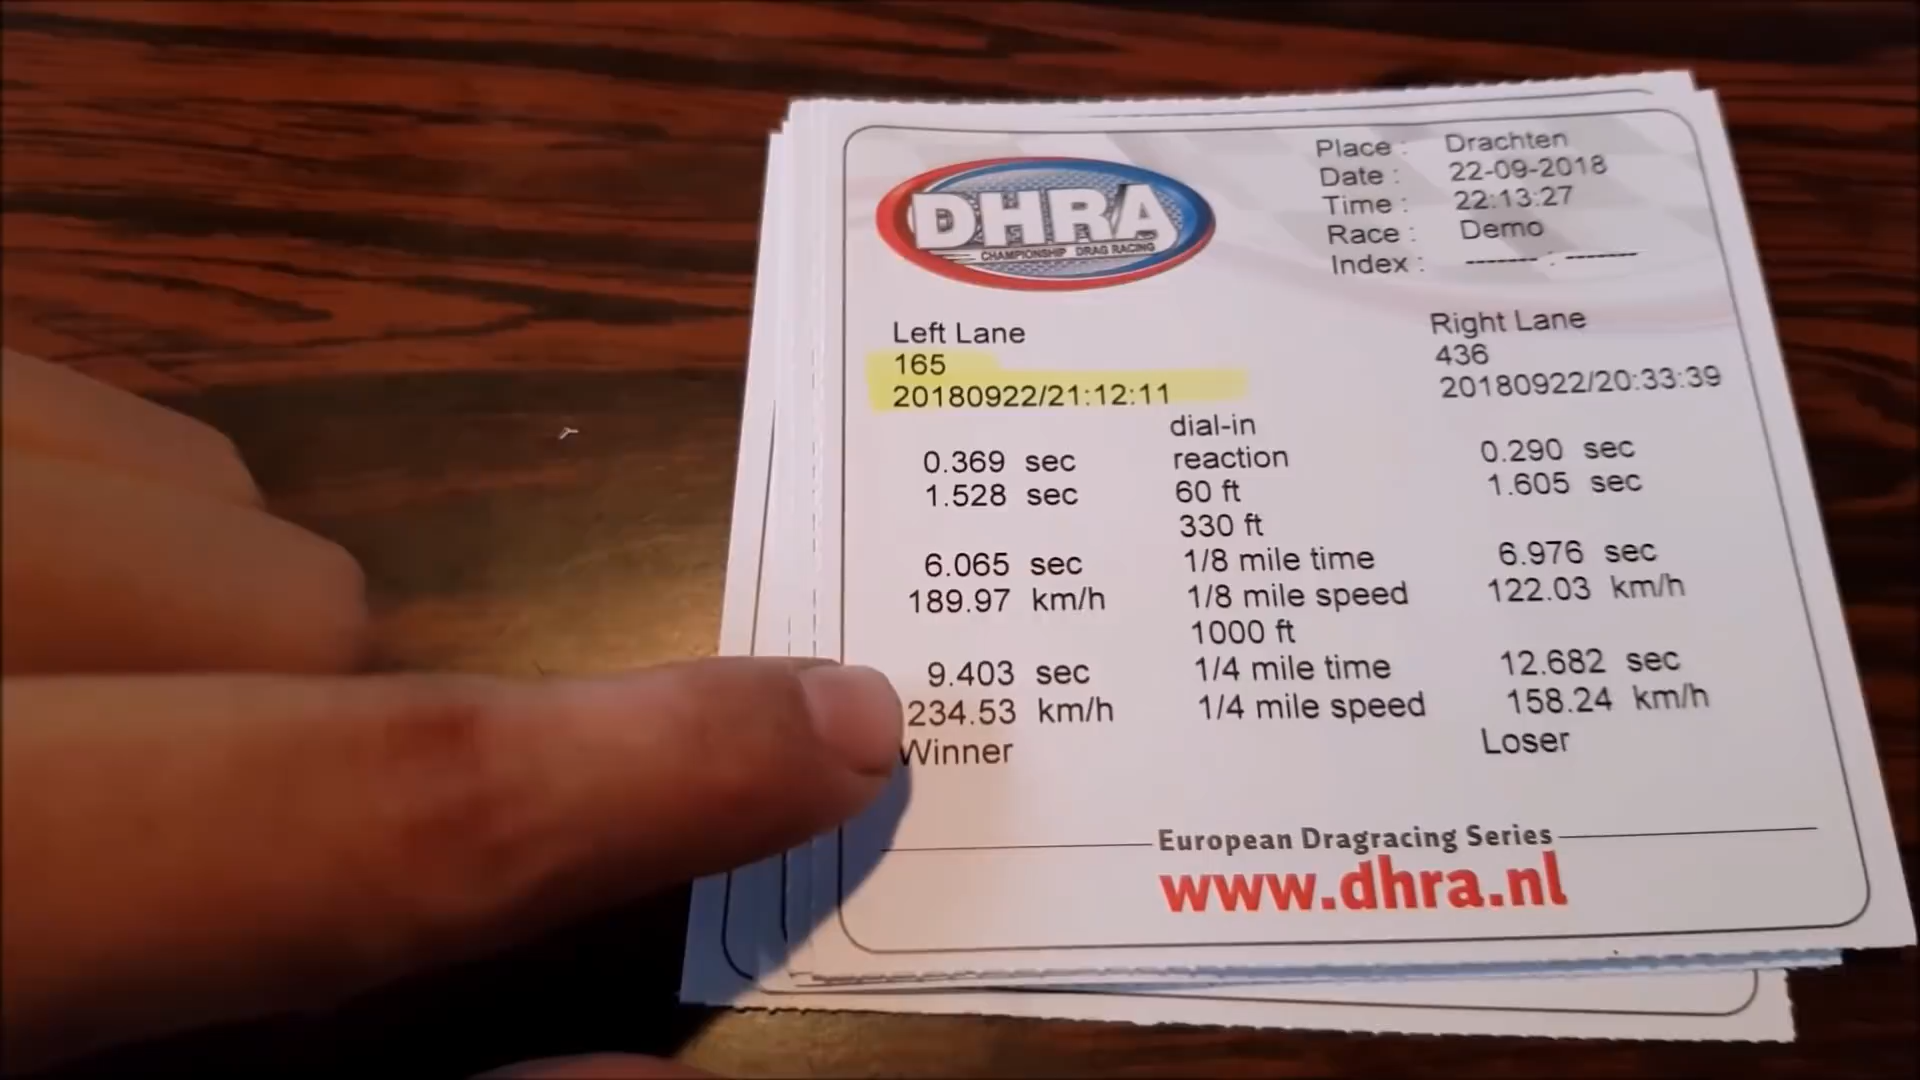 DHRA
CHAMPIONSHIP DRAG RACING
Place : Drachten
Date : 22-09-2018
Time : 22:13:27
Race : Demo
Index : ------- : -------
Left Lane Right Lane
165 436
20180922/21:12:11 20180922/20:33:39
dial-in
0.369 sec reaction 0.290 sec
1.528 sec 60 ft 1.605 sec
330 ft
6.065 sec 1/8 mile time 6.976 sec
189.97 km/h 1/8 mile speed 122.03 km/h
1000 ft
9.403 sec 1/4 mile time 12.682 sec
234.53 km/h 1/4 mile speed 158.24 km/h
Winner Loser
European Dragracing Series
www.dhra.nl